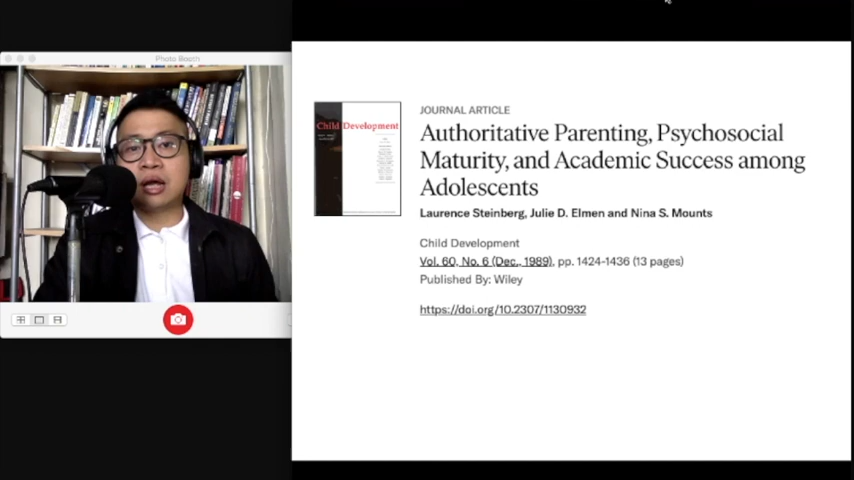 Photo Booth
Child Development
JOURNAL ARTICLE
Authoritative Parenting, Psychosocial
Maturity, and Academic Success among
Adolescents
Laurence Steinberg, Julie D. Elmen and Nina S. Mounts
Child Development
Vol. 60, No. 6 (Dec., 1989), pp. 1424-1436 (13 pages)
Published By: Wiley
https://doi.org/10.2307/1130932